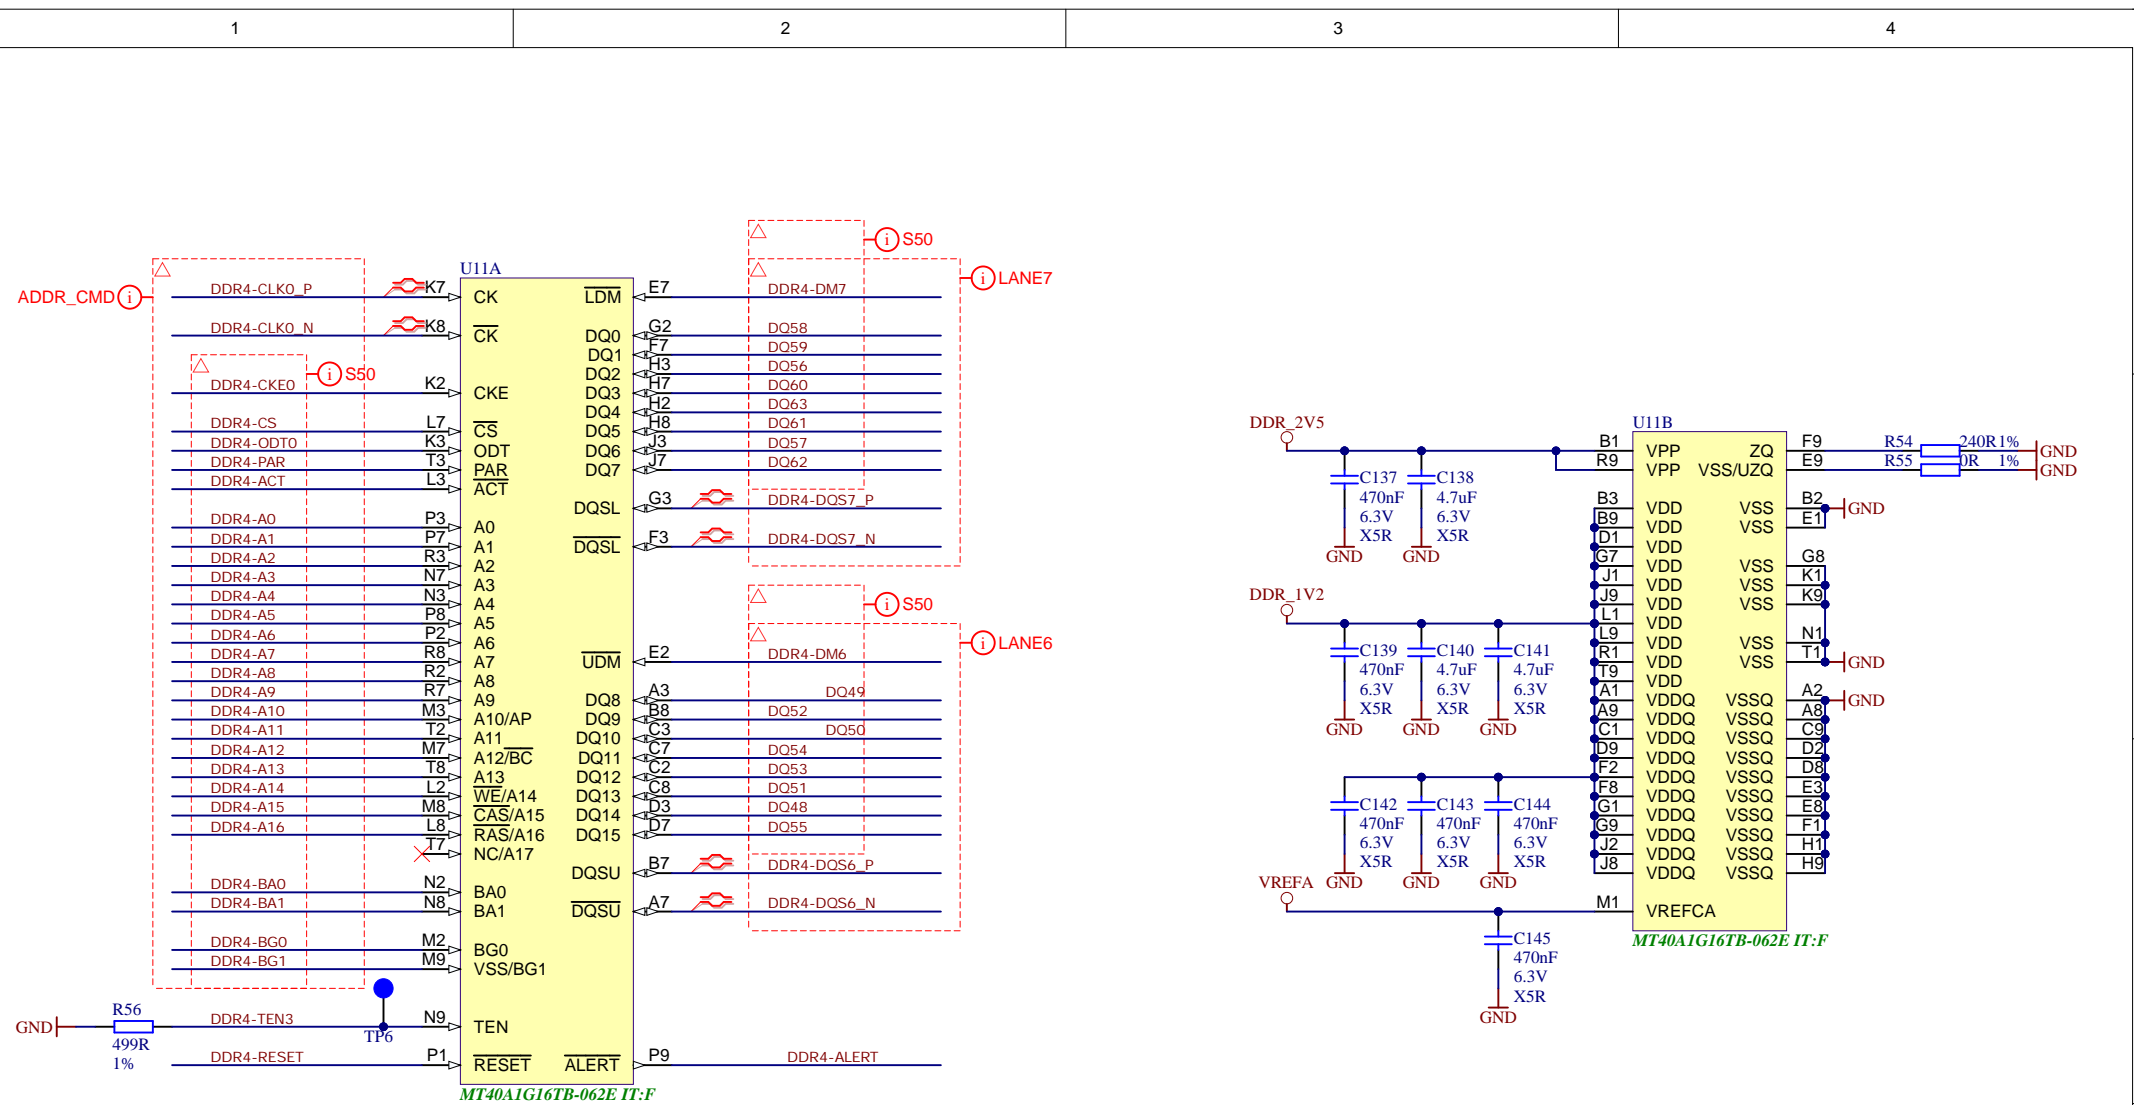 1 2 3 4
S50
LANE7
ADDR_CMD
S50
S50
LANE6
U11A
DDR4-CLK0_P K7 CK
DDR4-CLK0_N K8 CK
DDR4-CKE0 K2 CKE
DDR4-CS L7 CS
DDR4-ODT0 K3 ODT
DDR4-PAR T3 PAR
DDR4-ACT L3 ACT
DDR4-A0 P3 A0
DDR4-A1 P7 A1
DDR4-A2 R3 A2
DDR4-A3 N7 A3
DDR4-A4 N3 A4
DDR4-A5 P8 A5
DDR4-A6 P2 A6
DDR4-A7 R8 A7
DDR4-A8 R2 A8
DDR4-A9 R7 A9
DDR4-A10 M3 A10/AP
DDR4-A11 T2 A11
DDR4-A12 M7 A12/BC
DDR4-A13 T8 A13
DDR4-A14 L2 WE/A14
DDR4-A15 M8 CAS/A15
DDR4-A16 L8 RAS/A16
T7 NC/A17
DDR4-BA0 N2 BA0
DDR4-BA1 N8 BA1
DDR4-BG0 M2 BG0
DDR4-BG1 M9 VSS/BG1
GND R56 499R 1% DDR4-TEN3 TP6 N9 TEN
DDR4-RESET P1 RESET
LDM E7 DDR4-DM7
DQ0 G2 DQ58
DQ1 F7 DQ59
DQ2 H3 DQ56
DQ3 H7 DQ60
DQ4 H2 DQ63
DQ5 H8 DQ61
DQ6 J3 DQ57
DQ7 J7 DQ62
DQSL G3 DDR4-DQS7_P
DQSL F3 DDR4-DQS7_N
UDM E2 DDR4-DM6
DQ8 A3 DQ49
DQ9 B8 DQ52
DQ10 C3 DQ50
DQ11 C7 DQ54
DQ12 C2 DQ53
DQ13 C8 DQ51
DQ14 D3 DQ48
DQ15 D7 DQ55
DQSU B7 DDR4-DQS6_P
DQSU A7 DDR4-DQS6_N
ALERT P9 DDR4-ALERT
MT40A1G16TB-062E IT:F
DDR_2V5
C137 470nF 6.3V X5R GND
C138 4.7uF 6.3V X5R GND
DDR_1V2
C139 470nF 6.3V X5R GND
C140 4.7uF 6.3V X5R GND
C141 4.7uF 6.3V X5R GND
C142 470nF 6.3V X5R GND
C143 470nF 6.3V X5R GND
C144 470nF 6.3V X5R GND
VREFA
C145 470nF 6.3V X5R GND
U11B
B1 VPP
R9 VPP
B3 VDD
B9 VDD
D1 VDD
G7 VDD
J1 VDD
J9 VDD
L1 VDD
L9 VDD
R1 VDD
T9 VDD
A1 VDDQ
A9 VDDQ
C1 VDDQ
D9 VDDQ
F2 VDDQ
F8 VDDQ
G1 VDDQ
G9 VDDQ
J2 VDDQ
J8 VDDQ
M1 VREFCA
ZQ F9 R54 240R 1% GND
VSS/UZQ E9 R55 0R 1% GND
VSS B2 GND
VSS E1
VSS G8
VSS K1
VSS K9
VSS N1
VSS T1 GND
VSSQ A2 GND
VSSQ A8
VSSQ C9
VSSQ D2
VSSQ D8
VSSQ E3
VSSQ E8
VSSQ F1
VSSQ H1
VSSQ H9
MT40A1G16TB-062E IT:F